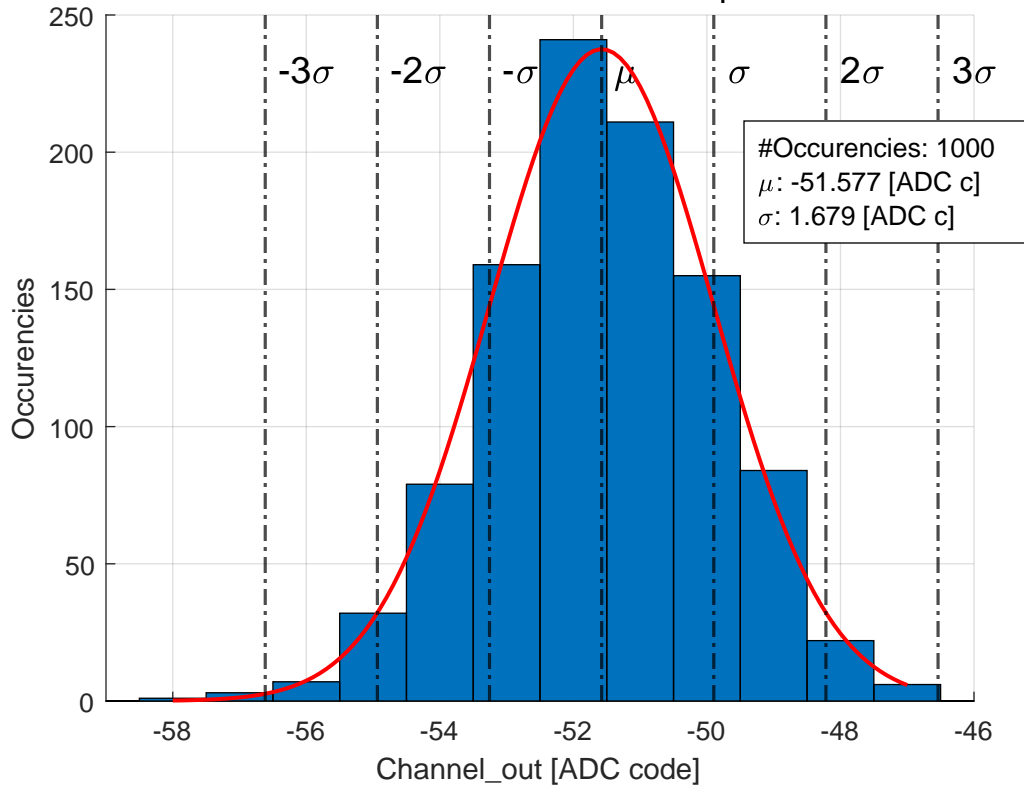 250
-3σ -2σ -σ μ σ 2σ 3σ
#Occurencies: 1000
μ: -51.577 [ADC c]
σ: 1.679 [ADC c]
200
150
100
50
0
Occurencies
-58 -56 -54 -52 -50 -48 -46
Channel_out [ADC code]